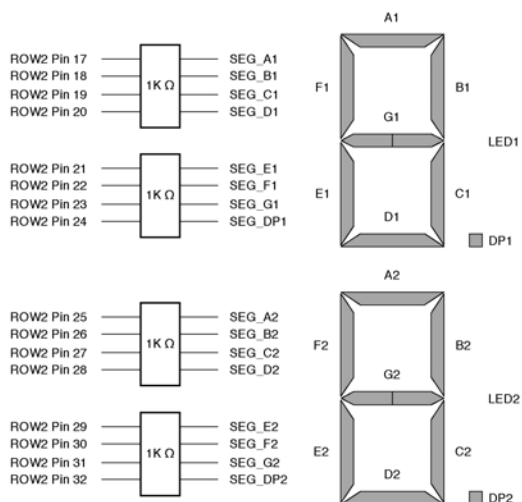 A1
ROW2 Pin 17 SEG_A1
ROW2 Pin 18 SEG_B1
ROW2 Pin 19 SEG_C1
ROW2 Pin 20 SEG_D1
1K Ω
F1 B1
G1
LED1
ROW2 Pin 21 SEG_E1
ROW2 Pin 22 SEG_F1
ROW2 Pin 23 SEG_G1
ROW2 Pin 24 SEG_DP1
1K Ω
E1 C1
D1
DP1
A2
ROW2 Pin 25 SEG_A2
ROW2 Pin 26 SEG_B2
ROW2 Pin 27 SEG_C2
ROW2 Pin 28 SEG_D2
1K Ω
F2 B2
G2
LED2
ROW2 Pin 29 SEG_E2
ROW2 Pin 30 SEG_F2
ROW2 Pin 31 SEG_G2
ROW2 Pin 32 SEG_DP2
1K Ω
E2 C2
D2
DP2